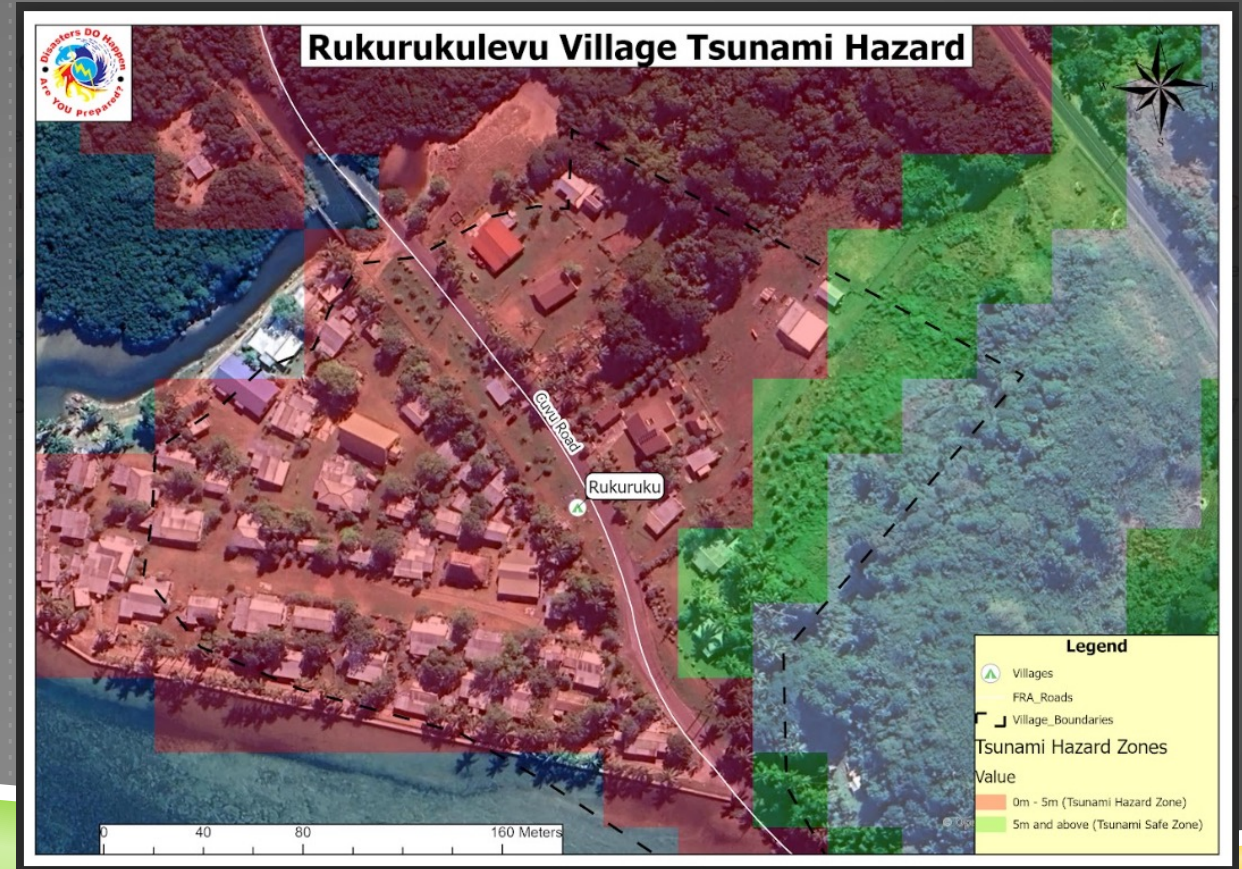 Disasters DO Happen
Are YOU Prepared?
Rukurukulevu Village Tsunami Hazard
N
W
E
S
Cuvu Road
Rukuruku
Legend
Villages
FRA_Roads
Village_Boundaries
Tsunami Hazard Zones
Value
0m - 5m (Tsunami Hazard Zone)
5m and above (Tsunami Safe Zone)
0 40 80 160 Meters